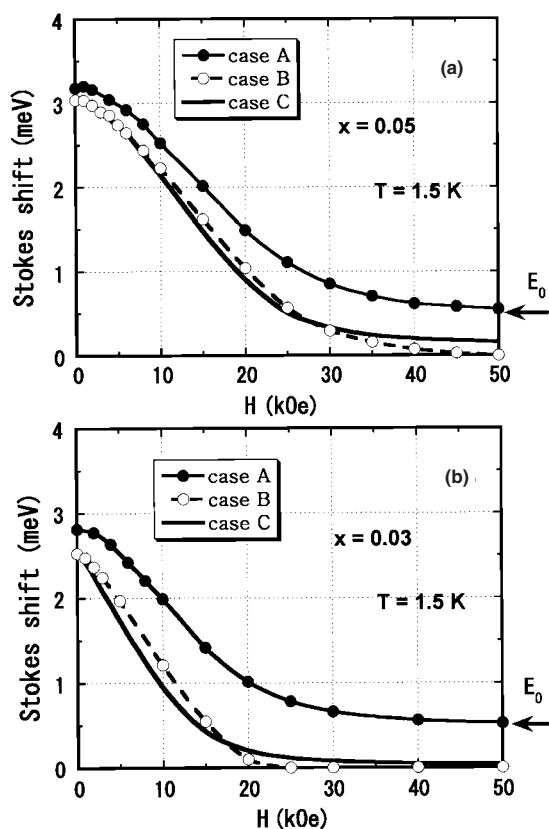 (a)
case A
case B
case C
x = 0.05
T = 1.5 K
E0
Stokes shift (meV)
4
3
2
1
0
0 10 20 30 40 50
H (kOe)
(b)
case A
case B
case C
x = 0.03
T = 1.5 K
E0
Stokes shift (meV)
4
3
2
1
0
0 10 20 30 40 50
H (kOe)